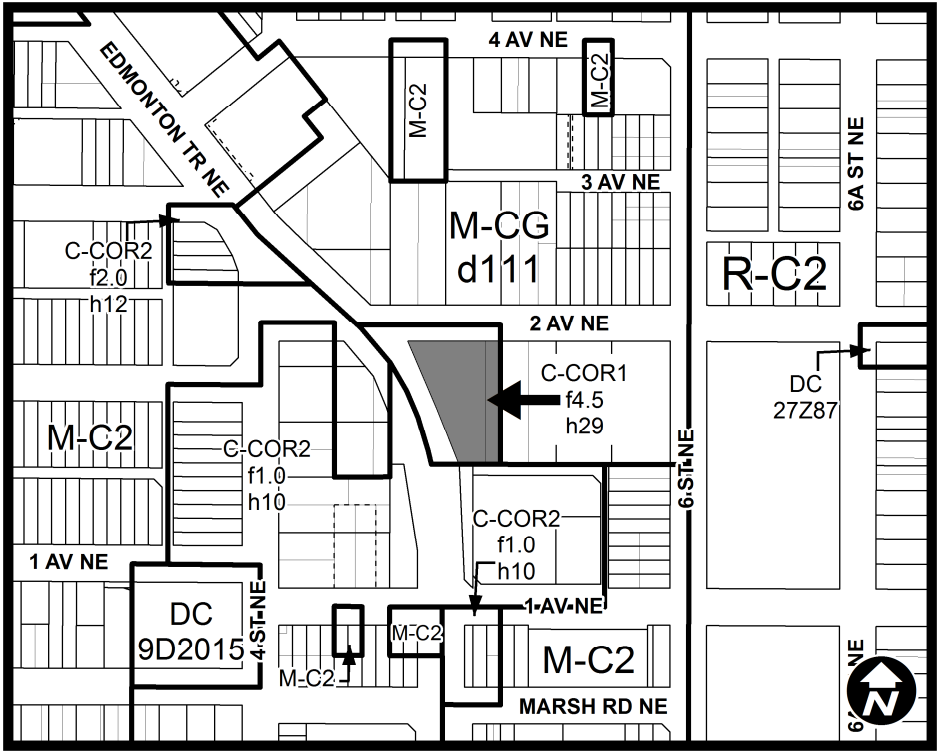 4 AV NE
EDMONTON TR NE
M-C2
M-C2
3 AV NE
6A ST NE
M-CG
d111
C-COR2
f2.0
h12
R-C2
2 AV NE
C-COR1
f4.5
h29
DC
27Z87
M-C2
C-COR2
f1.0
h10
6 ST NE
C-COR2
f1.0
h10
1 AV NE
1 AV NE
DC
9D2015
4 ST NE
M-C2
M-C2
M-C2
MARSH RD NE
NE
N